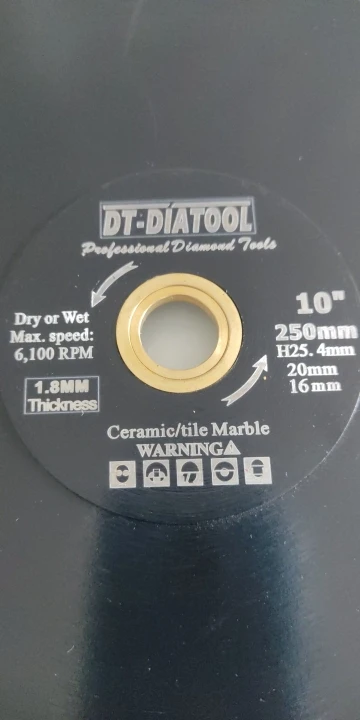 DT-DIATOOL
Professional Diamond Tools
Dry or Wet
Max. speed:
6,100 RPM
1.8MM
Thickness
10"
250mm
H25.4mm
20mm
16mm
Ceramic/tile Marble
WARNING